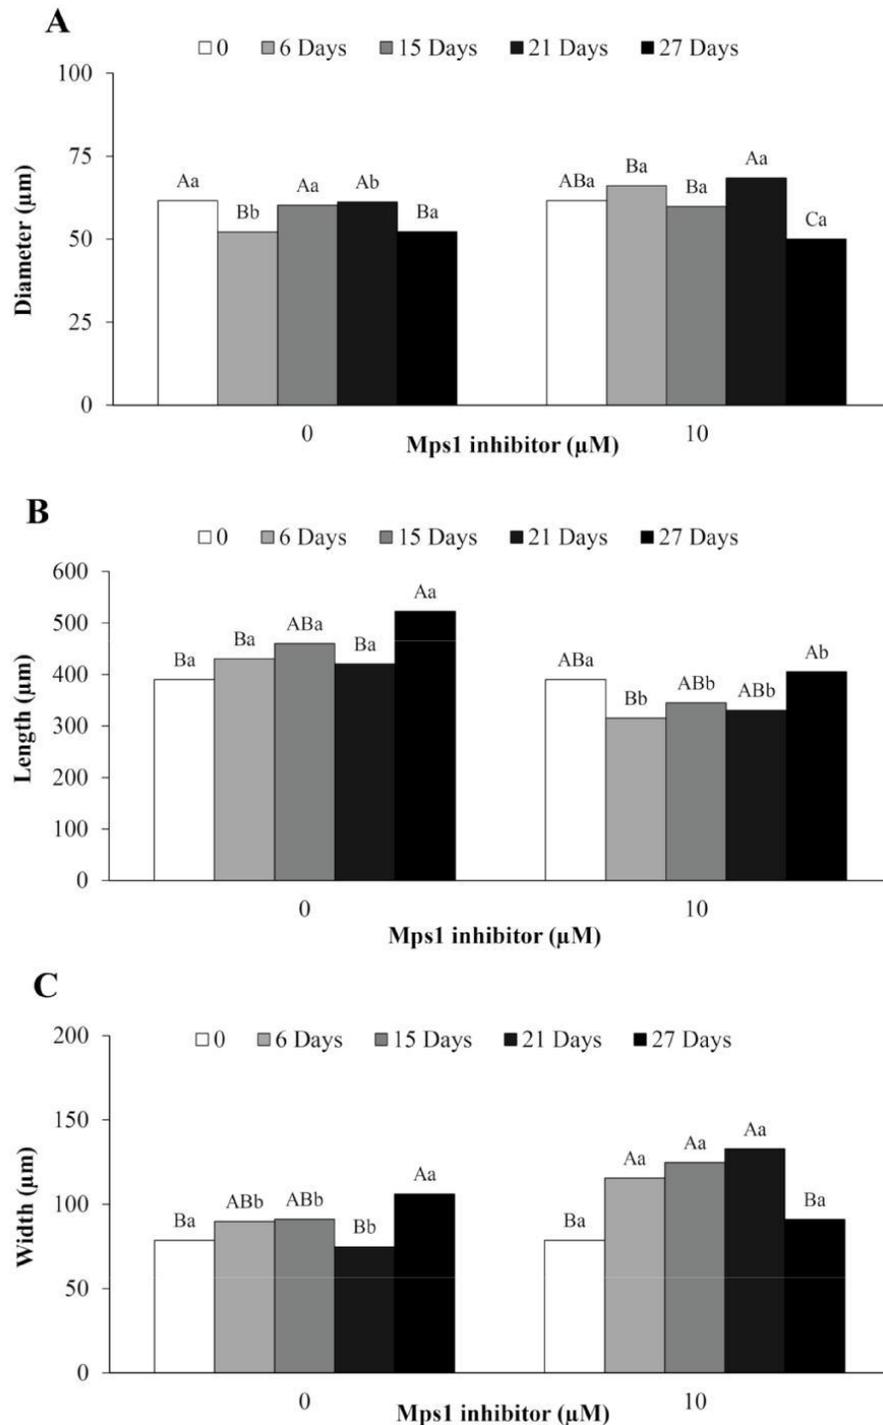 A
0 6 Days 15 Days 21 Days 27 Days
100
75
50
25
0
Diameter (µm)
Aa Bb Aa Ab Ba ABa Ba Ba Aa Ca
0 10
Mps1 inhibitor (µM)
B
0 6 Days 15 Days 21 Days 27 Days
600
500
400
300
200
100
0
Length (µm)
Ba Ba ABa Ba Aa ABa Bb ABb ABb Ab
0 10
Mps1 inhibitor (µM)
C
0 6 Days 15 Days 21 Days 27 Days
200
150
100
50
0
Width (µm)
Ba ABb ABb Bb Aa Ba Aa Aa Aa Ba
0 10
Mps1 inhibitor (µM)